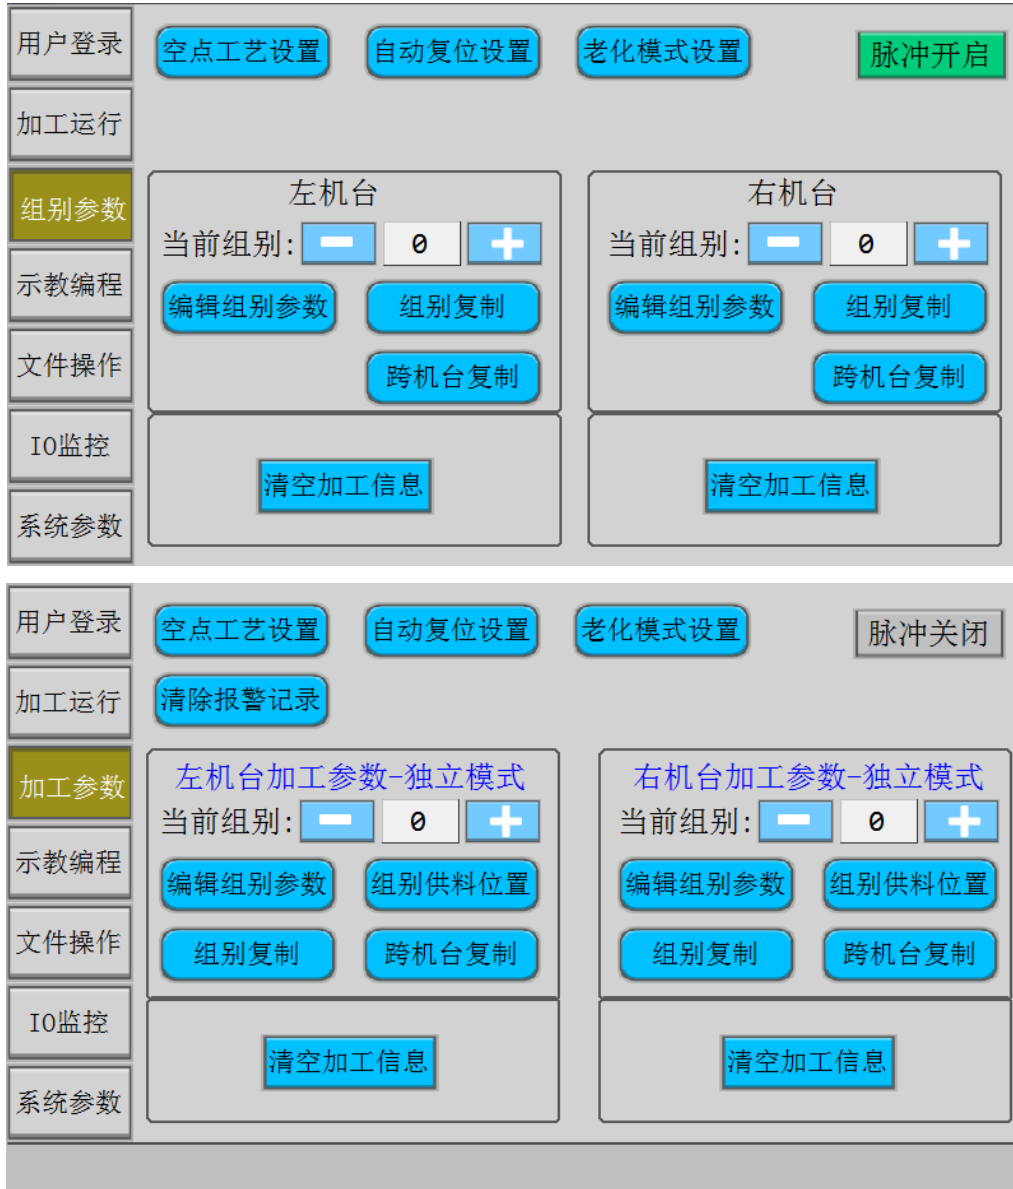 用户登录 空点工艺设置 自动复位设置 老化模式设置 脉冲开启
加工运行
组别参数 左机台 右机台
当前组别: 0 当前组别: 0
示教编程 编辑组别参数 组别复制 编辑组别参数 组别复制
文件操作 跨机台复制 跨机台复制
IO监控
清空加工信息 清空加工信息
系统参数
用户登录 空点工艺设置 自动复位设置 老化模式设置 脉冲关闭
加工运行 清除报警记录
加工参数 左机台加工参数-独立模式 右机台加工参数-独立模式
当前组别: 0 当前组别: 0
示教编程 编辑组别参数 组别供料位置 编辑组别参数 组别供料位置
文件操作 组别复制 跨机台复制 组别复制 跨机台复制
IO监控
清空加工信息 清空加工信息
系统参数